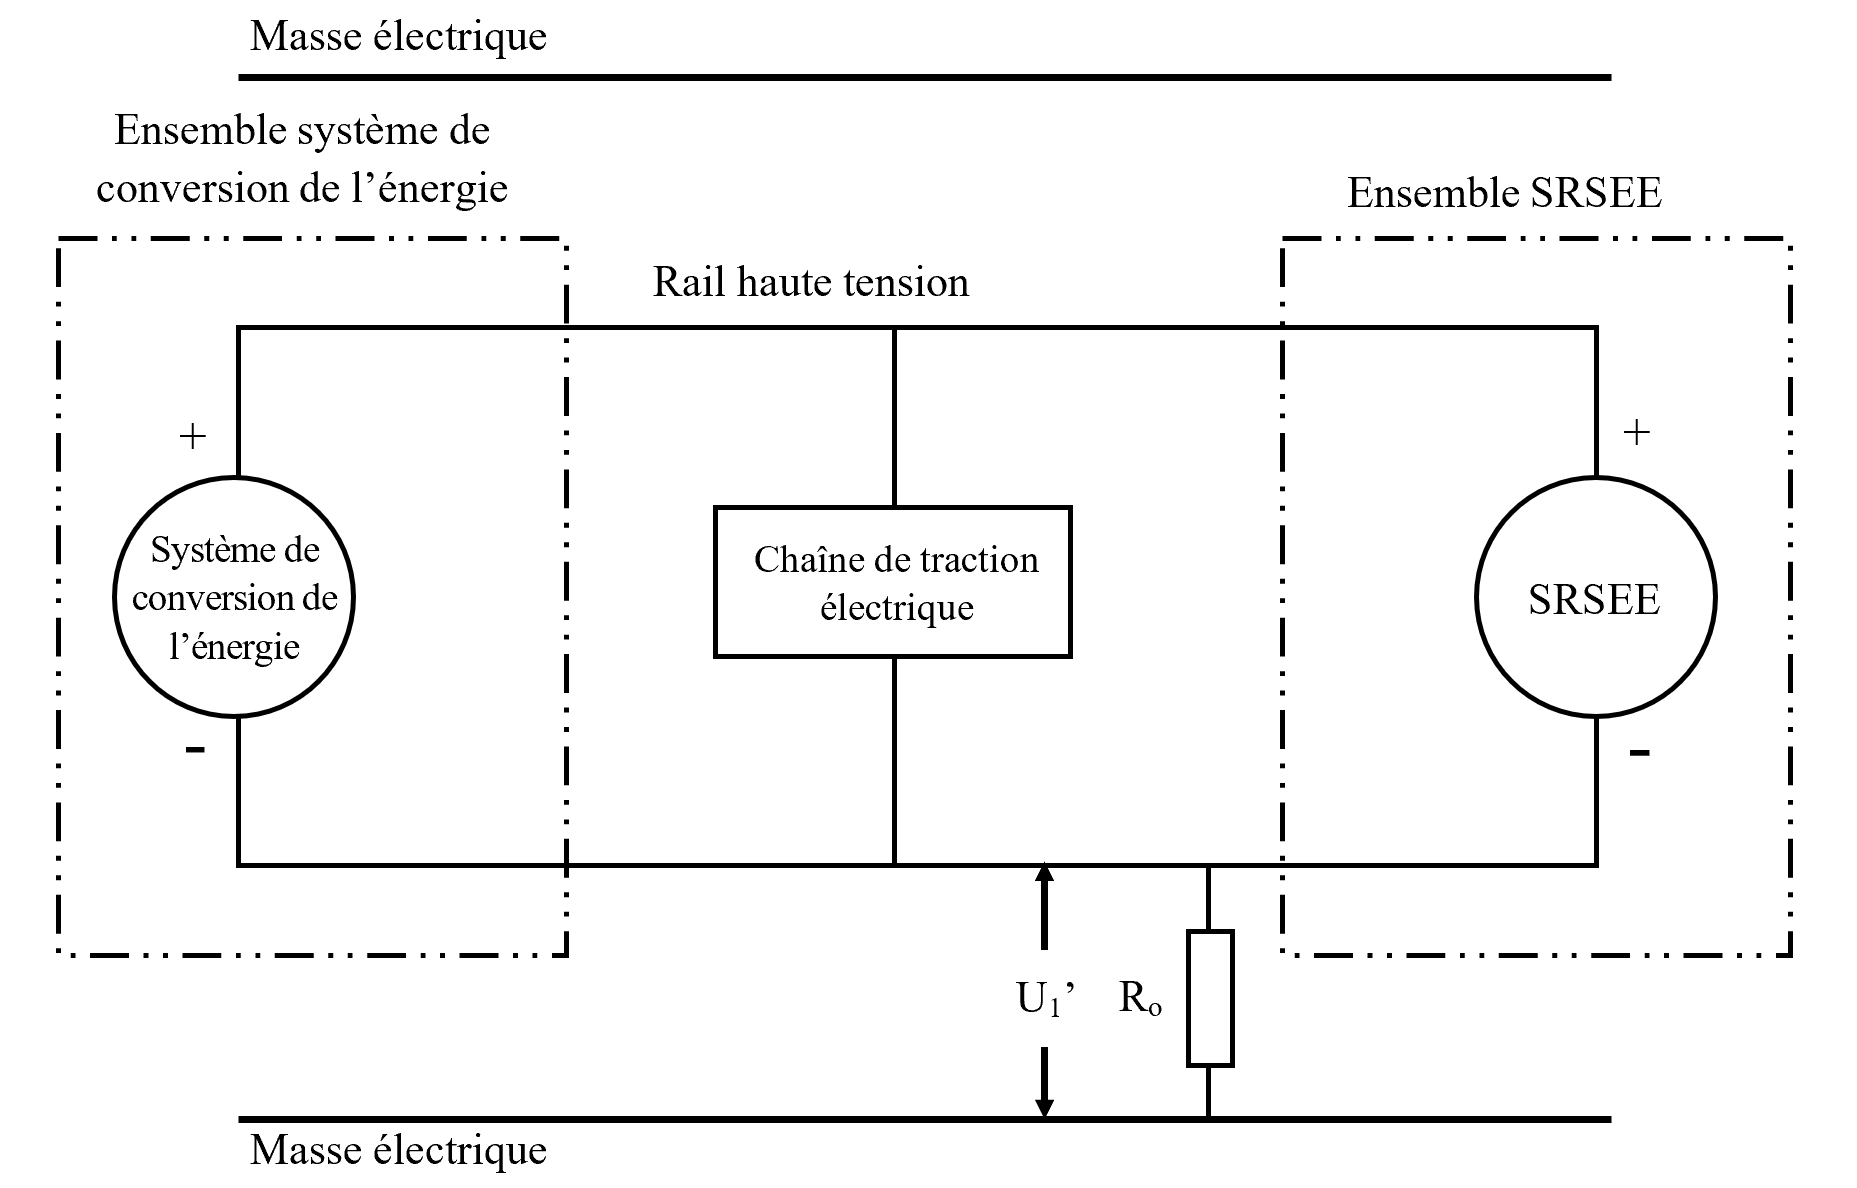 Masse électrique
Ensemble système de
conversion de l’énergie
Ensemble SRSEE
Rail haute tension
+
+
Système de
conversion de
l’énergie
Chaîne de traction
électrique
SRSEE
-
-
U₁’
Rₒ
Masse électrique